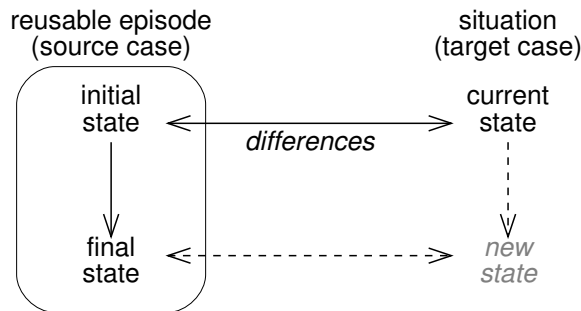 reusable episode
(source case)
situation
(target case)
initial
state
current
state
differences
final
state
new
state